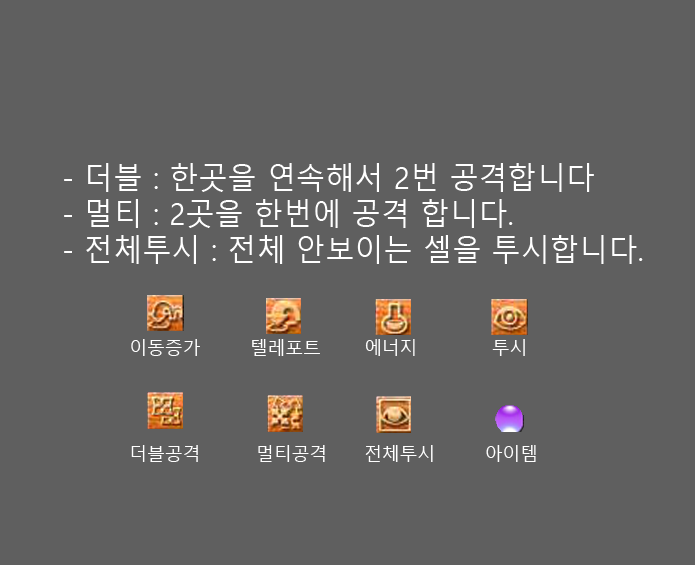 - 더블 : 한곳을 연속해서 2번 공격합니다
- 멀티 : 2곳을 한번에 공격 합니다.
- 전체투시 : 전체 안보이는 셀을 투시합니다.
이동증가 텔레포트 에너지 투시
더블공격 멀티공격 전체투시 아이템